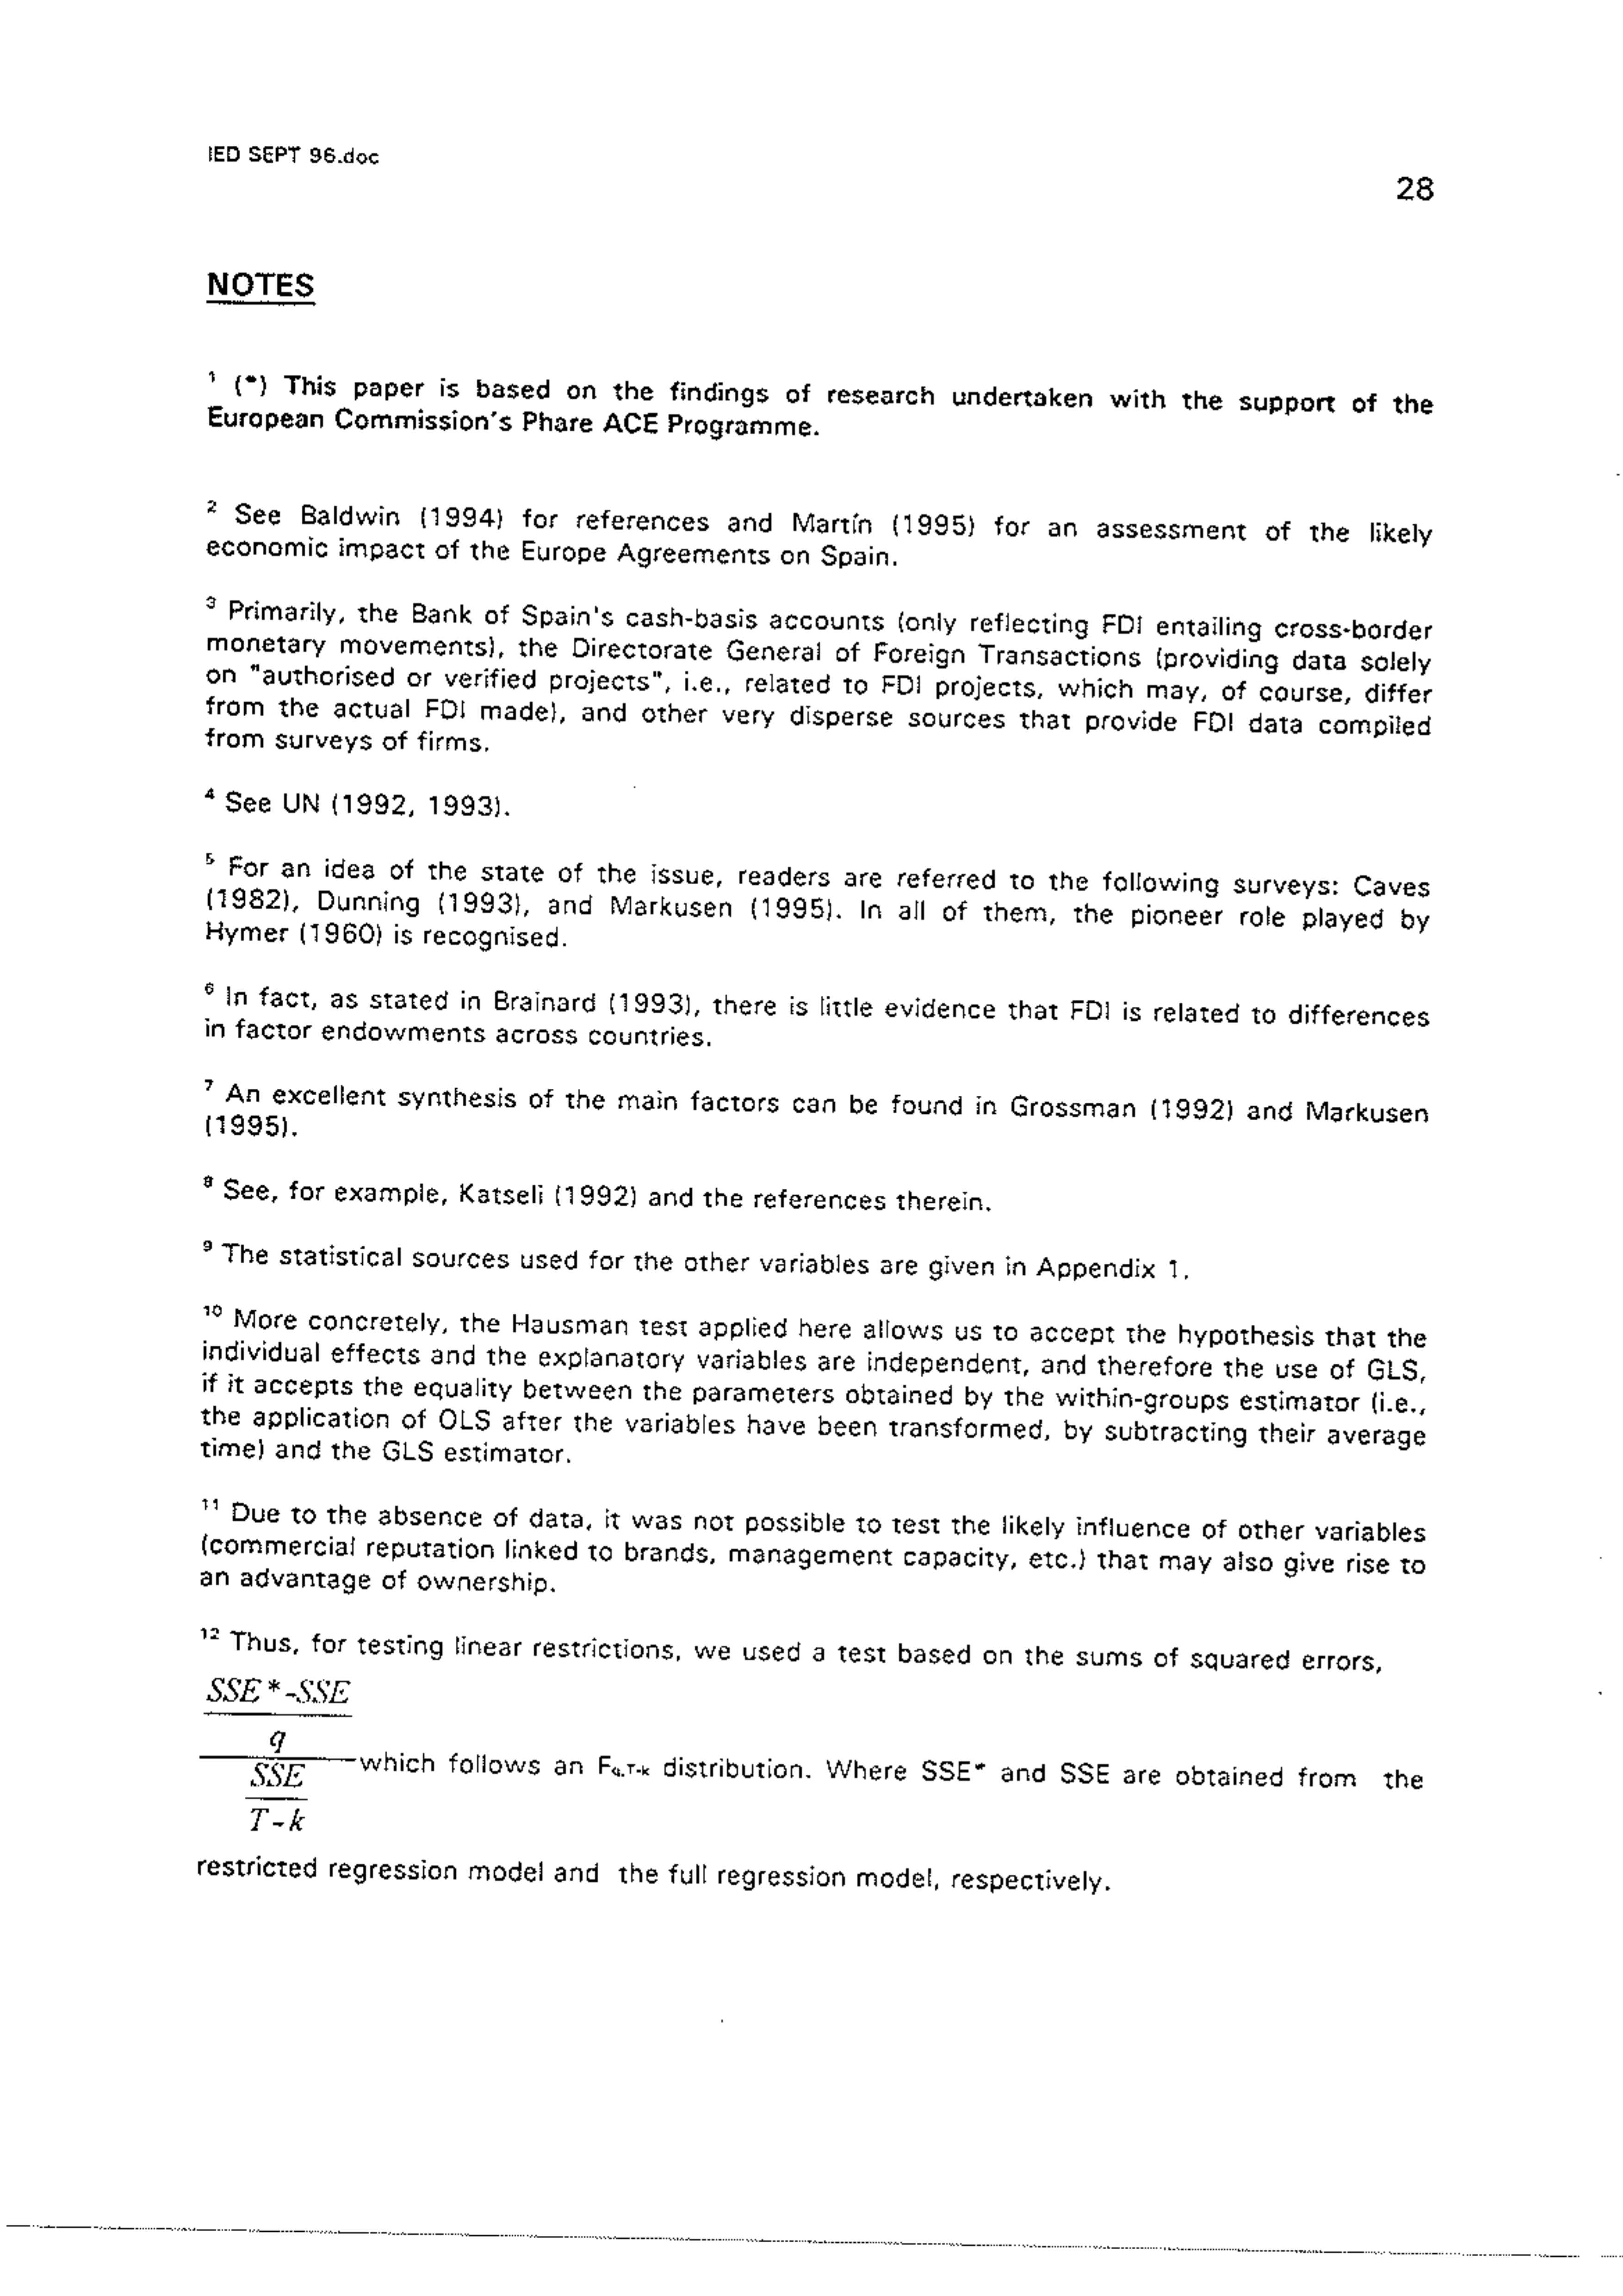 IED SEPT 96.doc
28
NOTES
1 (*) This paper is based on the findings of research undertaken with the support of the
European Commission's Phare ACE Programme.
2 See Baldwin (1994) for references and Martín (1995) for an assessment of the likely
economic impact of the Europe Agreements on Spain.
3 Primarily, the Bank of Spain's cash-basis accounts (only reflecting FDI entailing cross-border
monetary movements), the Directorate General of Foreign Transactions (providing data solely
on "authorised or verified projects", i.e., related to FDI projects, which may, of course, differ
from the actual FDI made), and other very disperse sources that provide FDI data compiled
from surveys of firms.
4 See UN (1992, 1993).
5 For an idea of the state of the issue, readers are referred to the following surveys: Caves
(1982), Dunning (1993), and Markusen (1995). In all of them, the pioneer role played by
Hymer (1960) is recognised.
6 In fact, as stated in Brainard (1993), there is little evidence that FDI is related to differences
in factor endowments across countries.
7 An excellent synthesis of the main factors can be found in Grossman (1992) and Markusen
(1995).
8 See, for example, Katseli (1992) and the references therein.
9 The statistical sources used for the other variables are given in Appendix 1.
10 More concretely, the Hausman test applied here allows us to accept the hypothesis that the
individual effects and the explanatory variables are independent, and therefore the use of GLS,
if it accepts the equality between the parameters obtained by the within-groups estimator (i.e.,
the application of OLS after the variables have been transformed, by subtracting their average
time) and the GLS estimator.
11 Due to the absence of data, it was not possible to test the likely influence of other variables
(commercial reputation linked to brands, management capacity, etc.) that may also give rise to
an advantage of ownership.
12 Thus, for testing linear restrictions, we used a test based on the sums of squared errors,
SSE*-SSE
q
SSE
T-k
which follows an Fq,T-k distribution. Where SSE* and SSE are obtained from the
restricted regression model and the full regression model, respectively.